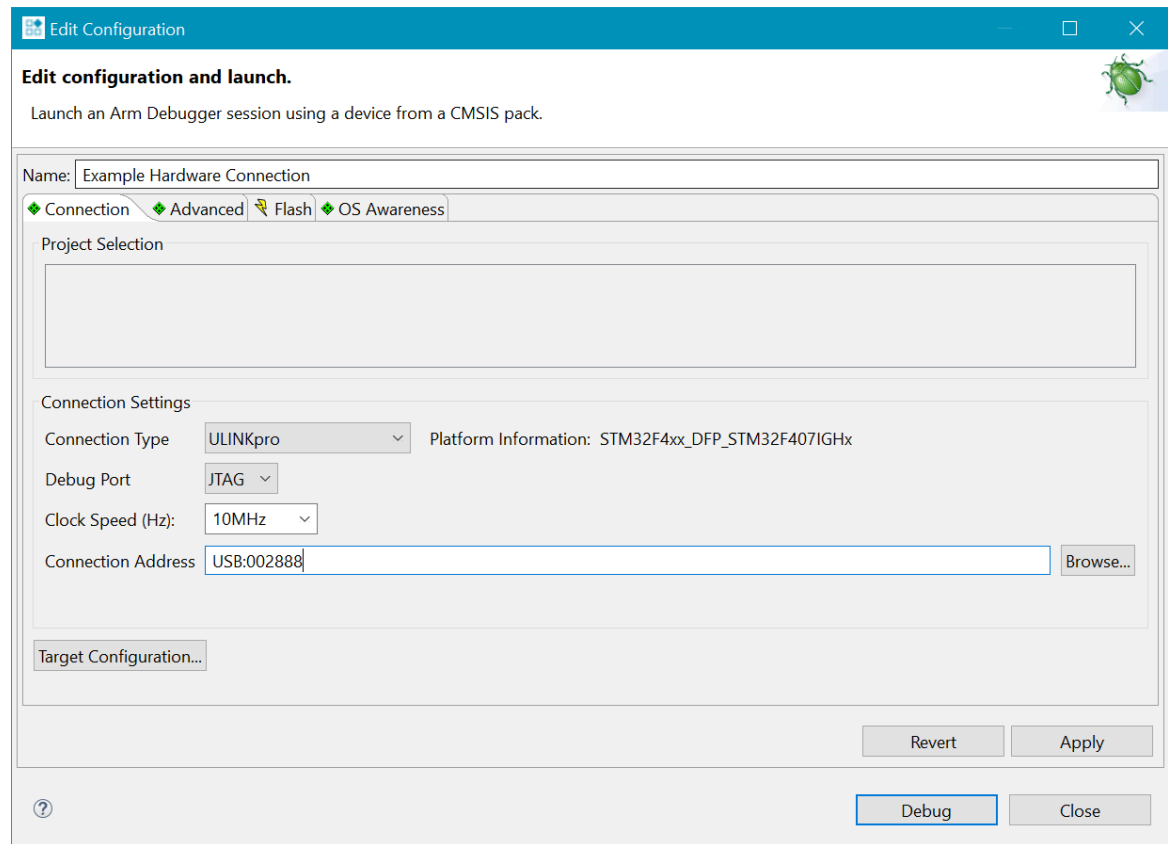 Edit Configuration
Edit configuration and launch.
Launch an Arm Debugger session using a device from a CMSIS pack.
Name: Example Hardware Connection
Connection Advanced Flash OS Awareness
Project Selection
Connection Settings
Connection Type ULINKpro Platform Information: STM32F4xx_DFP_STM32F407IGHx
Debug Port JTAG
Clock Speed (Hz): 10MHz
Connection Address USB:002888 Browse...
Target Configuration...
Revert Apply
? Debug Close